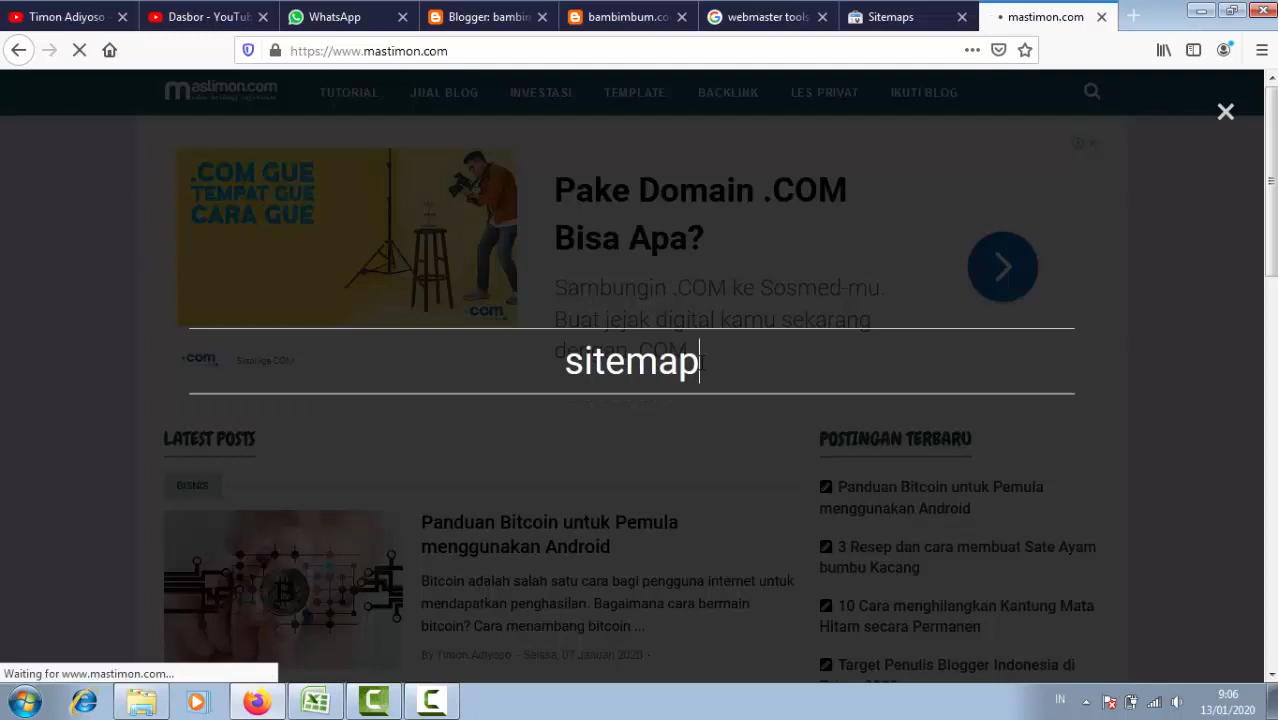 Timon Adiyoso - C
Dasbor - YouTu
WhatsApp
Blogger: bambin
bambimbum.co
webmaster tools
Sitemaps
mastimon.com
https://www.mastimon.com
mastimon.com
TUTORIAL
JUAL BLOG
INVESTASI
TEMPLATE
BACKLINK
LES PRIVAT
IKUTI BLOG
.COM GUE
TEMPAT GUE
CARA GUE
.com
Pake Domain .COM
Bisa Apa?
Sambungin .COM ke Sosmed-mu.
Buat jejak digital kamu sekarang
dengan .COM
.com
sitemap
LATEST POSTS
BISNIS
Panduan Bitcoin untuk Pemula
menggunakan Android
Bitcoin adalah salah satu cara bagi pengguna internet untuk
mendapatkan penghasilan. Bagaimana cara bermain
bitcoin? Cara menambang bitcoin ...
By Timon Adiyoso - Selasa, 07 Januari 2020 -
POSTINGAN TERBARU
Panduan Bitcoin untuk Pemula
menggunakan Android
3 Resep dan cara membuat Sate Ayam
bumbu Kacang
10 Cara menghilangkan Kantung Mata
Hitam secara Permanen
Target Penulis Blogger Indonesia di
Waiting for www.mastimon.com...
IN
9:06
13/01/2020